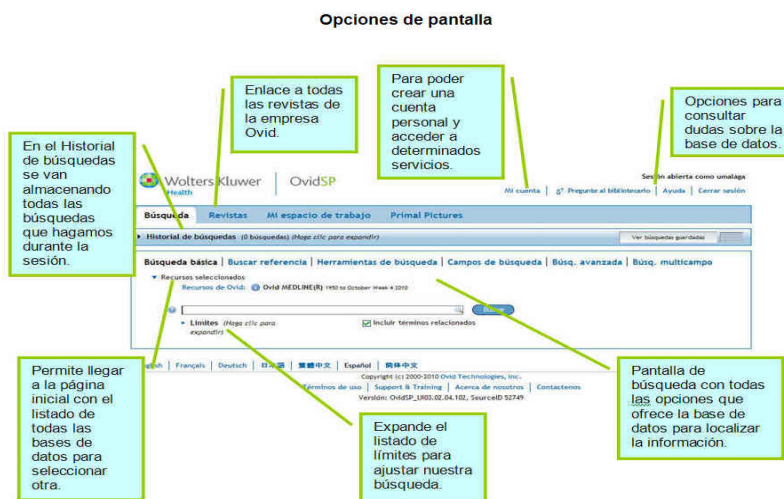 Opciones de pantalla
Enlace a todas
las revistas de
la empresa
Ovid.
Para poder
crear una
cuenta
personal y
acceder a
determinados
servicios.
Opciones para
consultar
dudas sobre la
base de datos.
En el Historial
de búsquedas
se van
almacenando
todas las
búsquedas
que hagamos
durante la
sesión.
Wolters Kluwer
Health
OvidSP
Sesión abierta como umalaga
Mi cuenta | Pregunte al bibliotecario | Ayuda | Cerrar sesión
Búsqueda Revistas Mi espacio de trabajo Primal Pictures
Historial de búsquedas (0 búsquedas) (Haga clic para expandir)
Ver búsquedas guardadas
Búsqueda básica | Buscar referencia | Herramientas de búsqueda | Campos de búsqueda | Búsq. avanzada | Búsq. multicampo
Recursos seleccionados
Recursos de Ovid: Ovid MEDLINE(R) 1950 to October Week 4 2010
Límites (Haga clic para
expandir)
Incluir términos relacionados
English | Français | Deutsch | 日本語 | 繁體中文 | Español | 简体中文
Copyright (c) 2000-2010 Ovid Technologies, Inc.
Términos de uso | Support & Training | Acerca de nosotros | Contactenos
Versión: OvidSP_UI03.02.04.102, SourceID 52749
Permite llegar
a la página
inicial con el
listado de
todas las
bases de
datos para
seleccionar
otra.
Expande el
listado de
límites para
ajustar nuestra
búsqueda.
Pantalla de
búsqueda con todas
las opciones que
ofrece la base de
datos para localizar
la información.